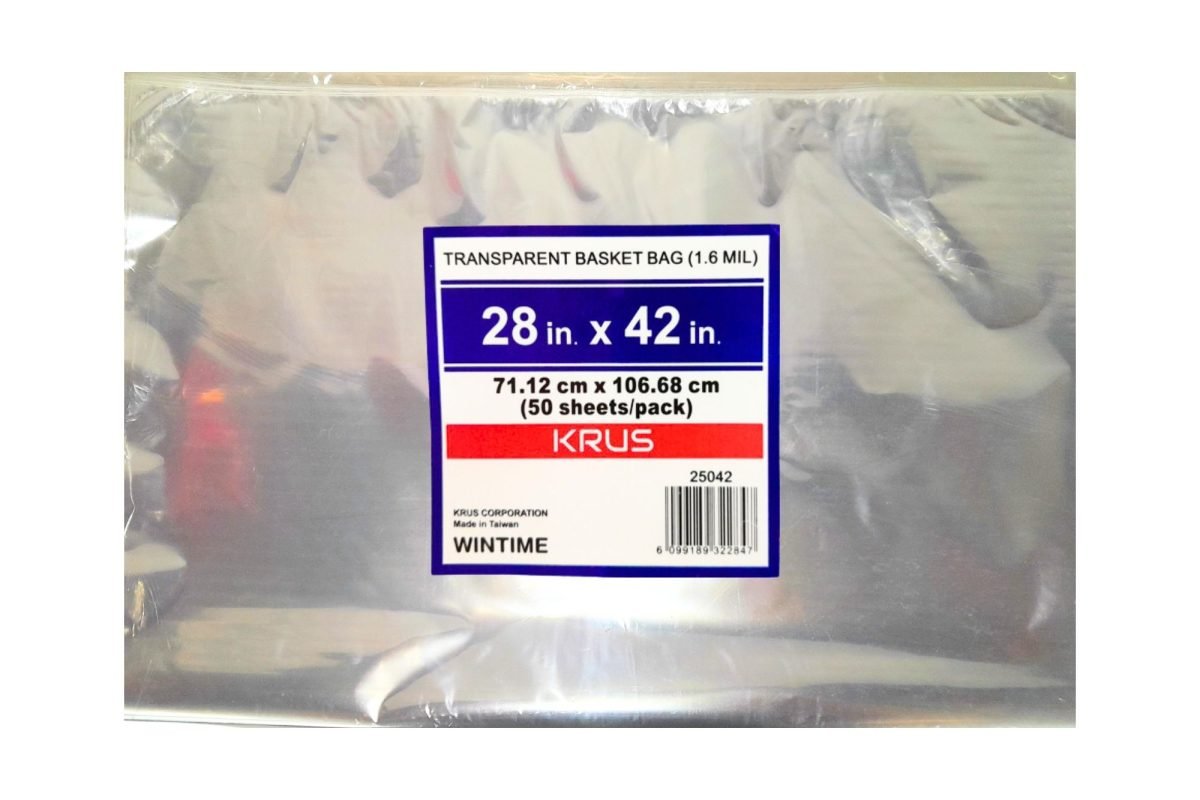 TRANSPARENT BASKET BAG (1.6 MIL)
28 in. x 42 in.
71.12 cm x 106.68 cm
(50 sheets/pack)
KRUS
25042
KRUS CORPORATION
Made in Taiwan
WINTIME
6 099189 322847